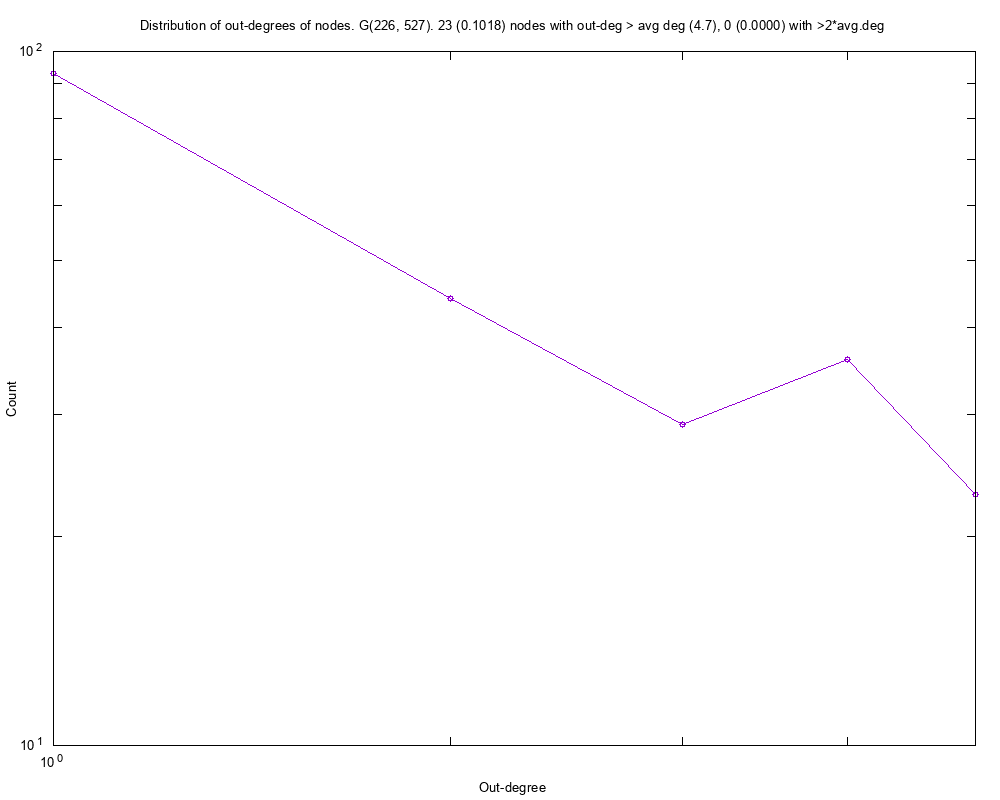 Distribution of out-degrees of nodes. G(226, 527). 23 (0.1018) nodes with out-deg > avg deg (4.7), 0 (0.0000) with >2*avg.deg
10^2
Count
10^1
10^0
Out-degree